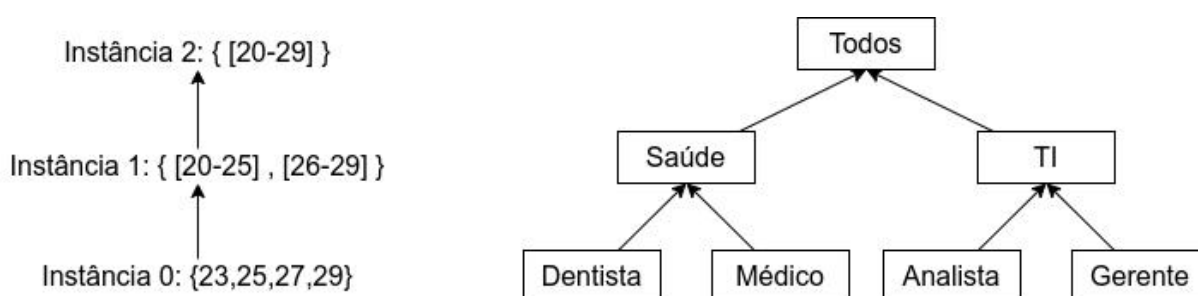 Instância 2: { [20-29] }
Instância 1: { [20-25] , [26-29] }
Instância 0: {23,25,27,29}
Todos
Saúde TI
Dentista Médico Analista Gerente